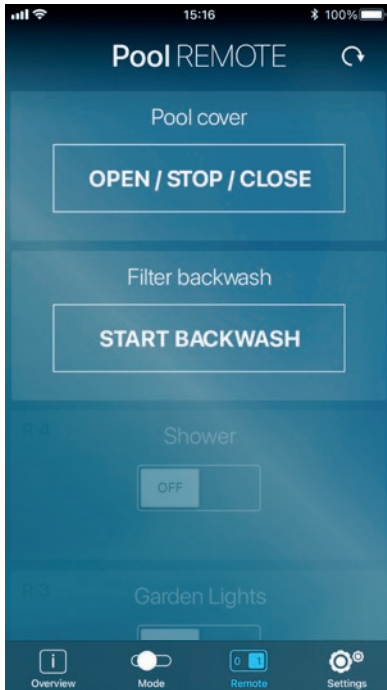 15:16
100%
Pool REMOTE
Pool cover
OPEN / STOP / CLOSE
Filter backwash
START BACKWASH
R 4
Shower
OFF
R 3
Garden Lights
i
0 1
Overview
Mode
Remote
Settings